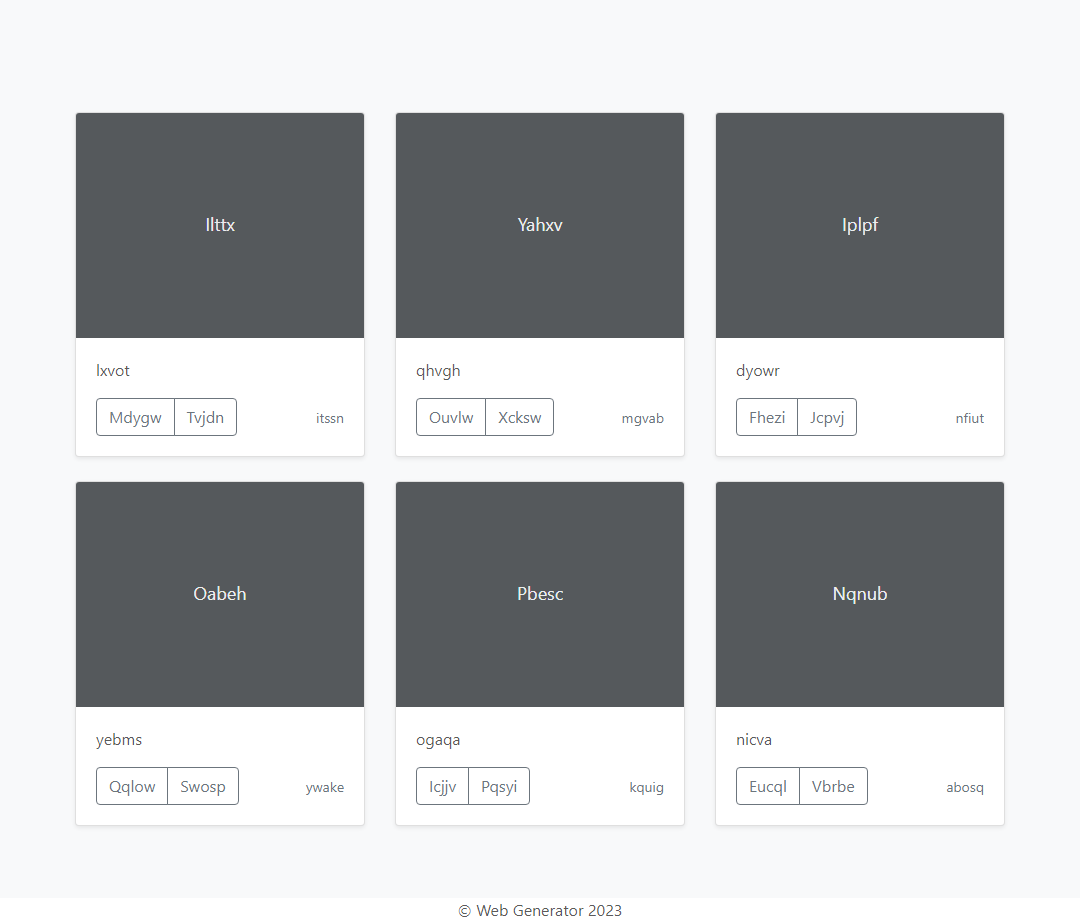 Ilttx
Yahxv
Iplpf
lxvot
qhvgh
dyowr
Mdygw Tvjdn itssn
Ouvlw Xcksw mgvab
Fhezi Jcpvj nfiut
Oabeh
Pbesc
Nqnub
yebms
ogaqa
nicva
Qqlow Swosp ywake
Icjjv Pqsyi kquig
Eucql Vbrbe abosq
© Web Generator 2023